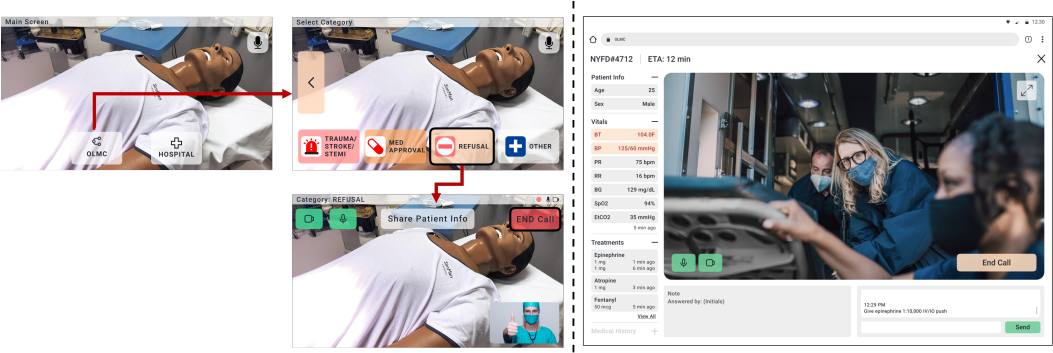 Main Screen
OLMC
HOSPITAL
Select Category
TRAUMA/
STROKE/
STEMI
MED
APPROVAL
REFUSAL
OTHER
Category: REFUSAL
Share Patient Info
END Call
12:30
OLMC
NYFD#4712 ETA: 12 min
Patient Info
Age 25
Sex Male
Vitals
BT 104.0F
BP 125/60 mmHg
PR 75 bpm
RR 16 bpm
BG 129 mg/dL
SpO2 94%
EtCO2 35 mmHg
5 min ago
Treatments
Epinephrine
1 mg 1 min ago
1 mg 6 min ago
Atropine
1 mg 3 min ago
Fentanyl
50 mcg 5 min ago
View All
Medical History
End Call
Note
Answered by: (Initials)
12:29 PM
Give epinephrine 1:10,000 IV/IO push
Send